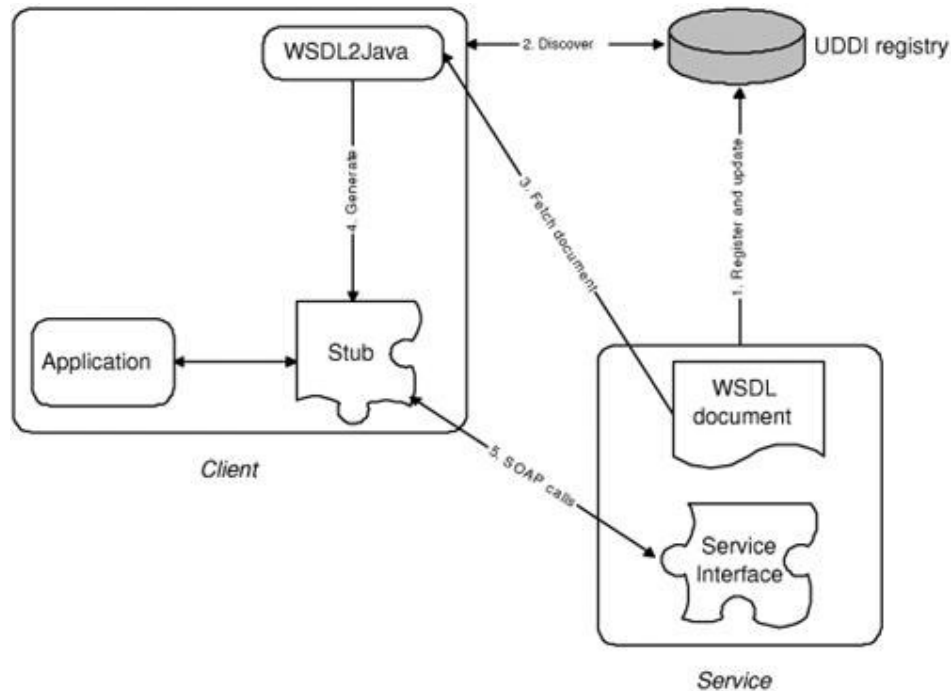 WSDL2Java
2. Discover
UDDI registry
4. Generate
3. Fetch document
1. Register and update
Application
Stub
WSDL
document
Client
5. SOAP calls
Service
Interface
Service